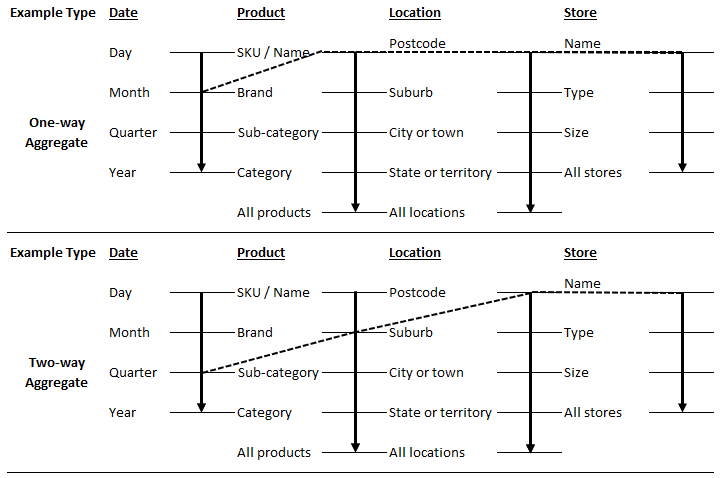 Example Type Date Product Location Store
Day SKU / Name Postcode Name
Month Brand Suburb Type
One-way
Aggregate
Quarter Sub-category City or town Size
Year Category State or territory All stores
All products All locations
Example Type Date Product Location Store
Day SKU / Name Postcode Name
Month Brand Suburb Type
Two-way
Aggregate
Quarter Sub-category City or town Size
Year Category State or territory All stores
All products All locations